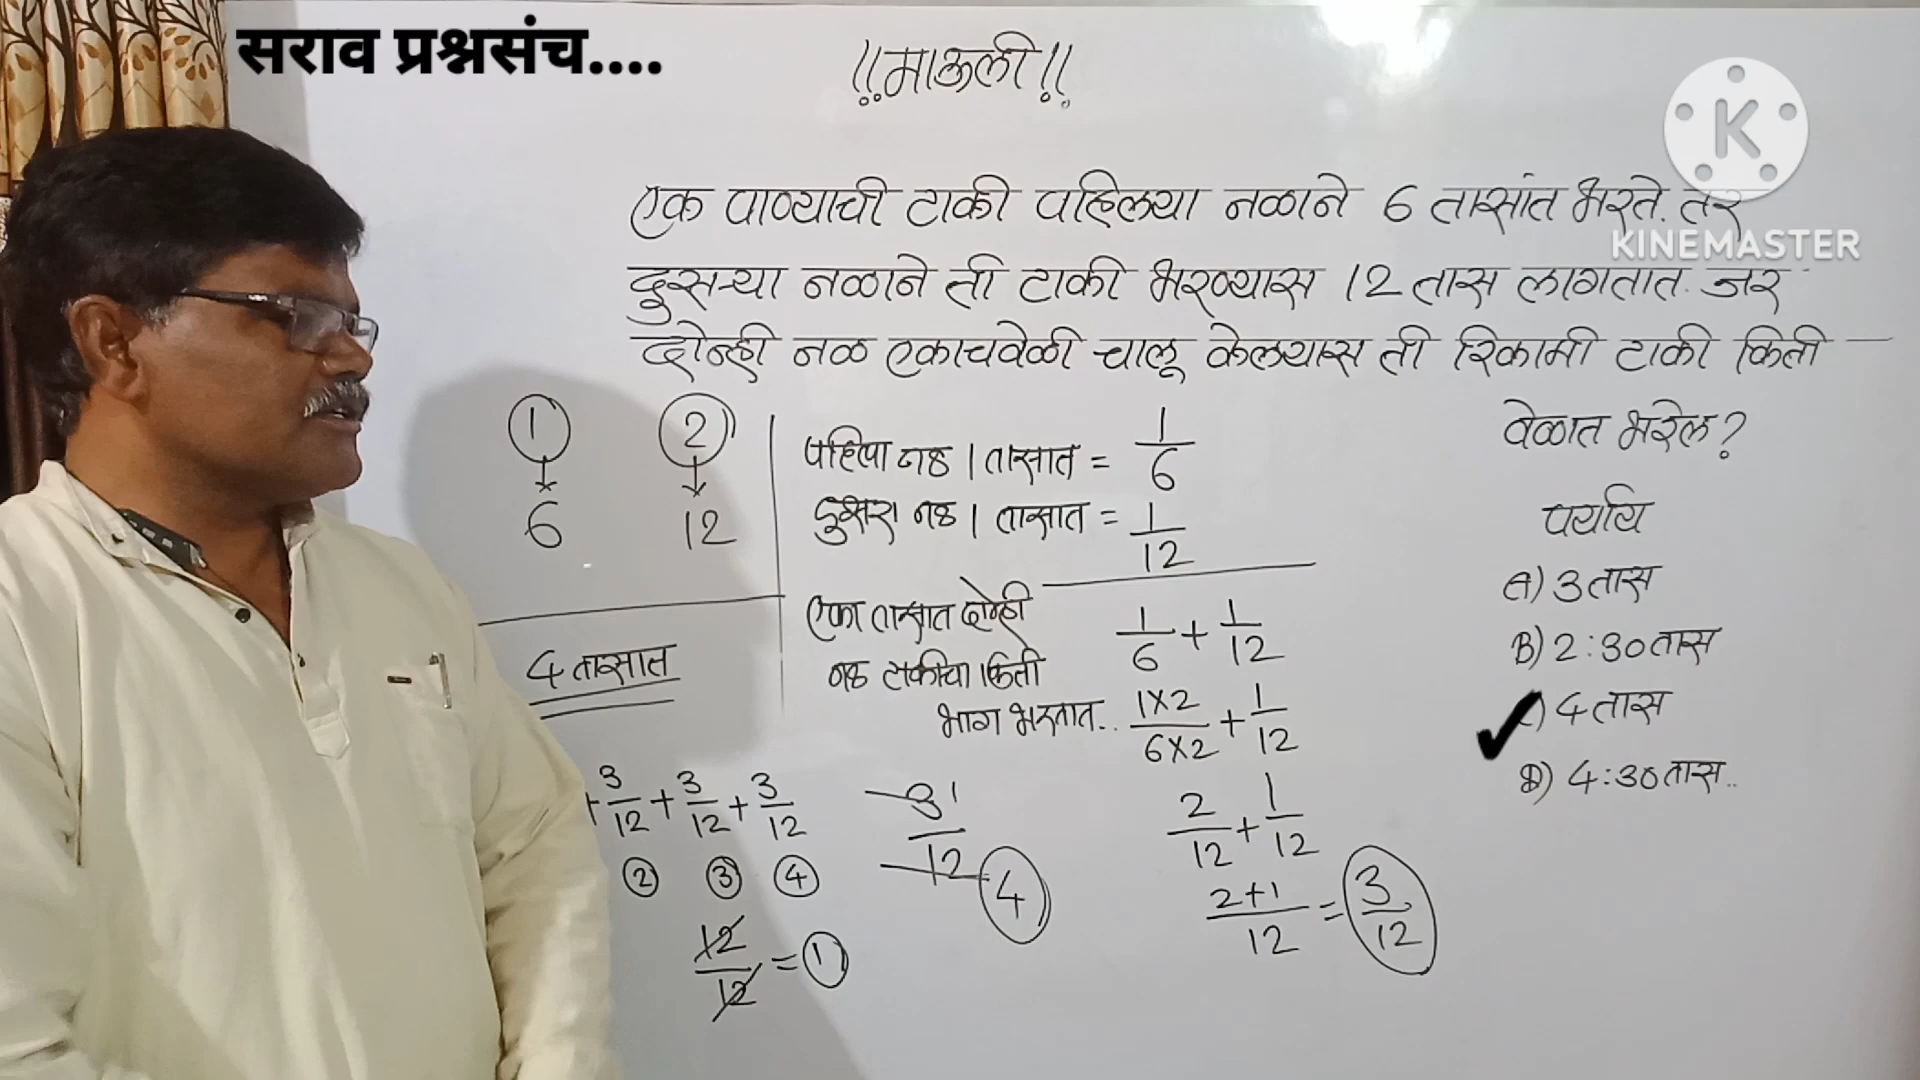 सराव प्रश्नसंच....
!!माऊली!!
KINEMASTER
एक पाण्याची टाकी पहिल्या नळाने 6 तासांत भरते. तर
दुसऱ्या नळाने ती टाकी भरण्यास 12 तास लागतात. जर
दोन्ही नळ एकाचवेळी चालू केल्यास ती रिकामी टाकी किती
वेळात भरेल?
1 2
6 12
4 तासात
पहिला नळ 1 तासात = 1/6
दुसरा नळ 1 तासात = 1/12
एका तासात दोन्ही
नळ टाकीचा किती
भाग भरतात..
1/6 + 1/12
1×2/6×2 + 1/12
2/12 + 1/12
2+1/12 = 3/12
+ 3/12 + 3/12 + 3/12
2 3 4
12/12 = 1
3 1
12 4
पर्याय
A) 3 तास
B) 2:30 तास
) 4 तास
D) 4:30 तास..